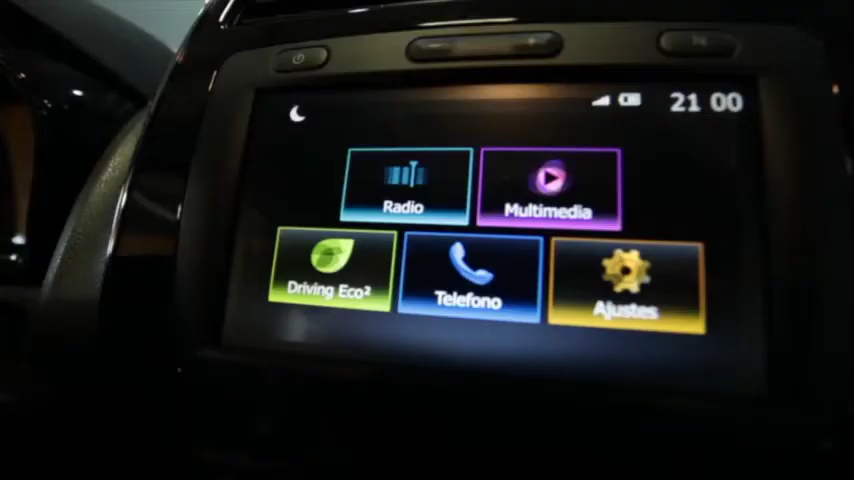 21 00
Radio
Multimedia
Driving Eco²
Telefono
Ajustes